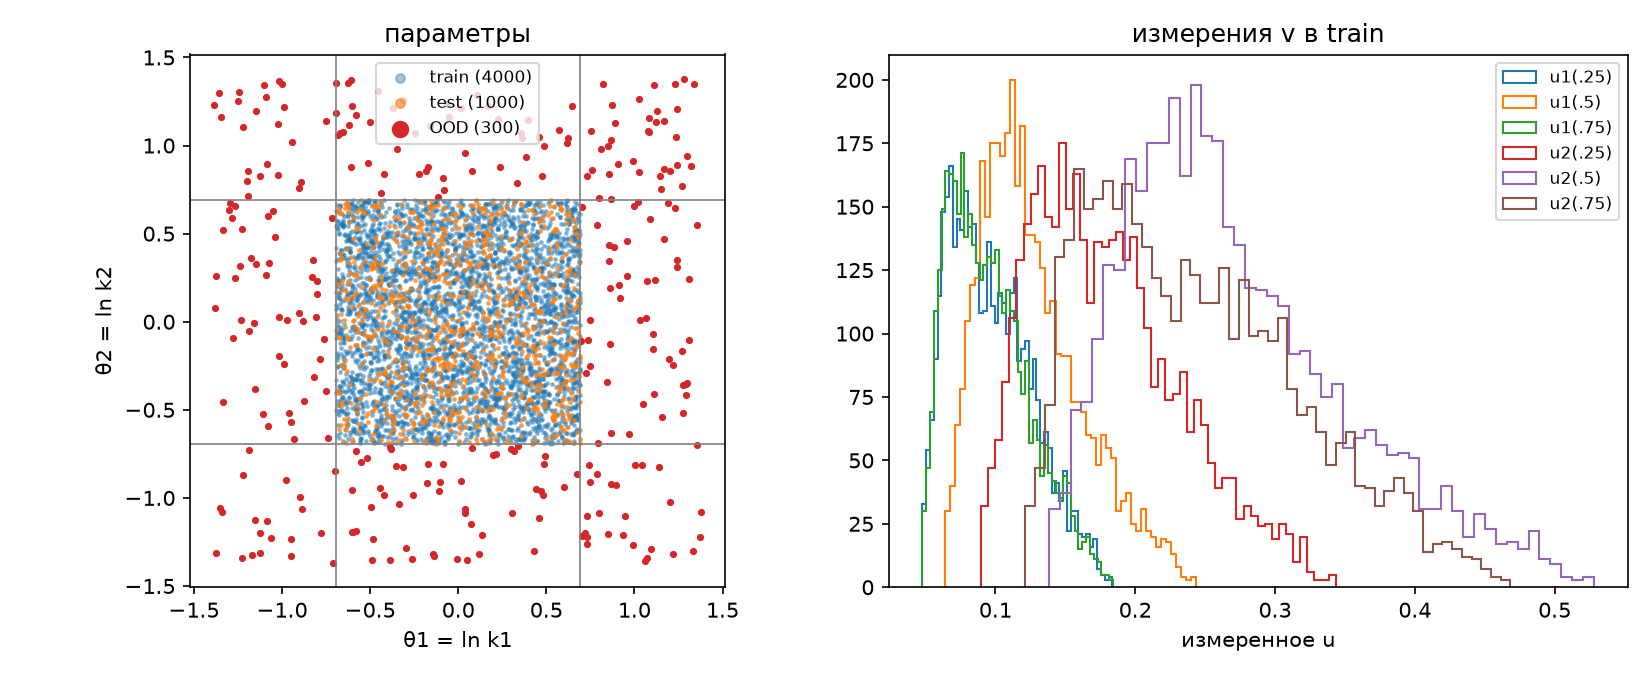 параметры
1.5
1.0
0.5
0.0
−0.5
−1.0
−1.5
θ2 = ln k2
train (4000)
test (1000)
OOD (300)
−1.5 −1.0 −0.5 0.0 0.5 1.0 1.5
θ1 = ln k1
измерения v в train
200
175
150
125
100
75
50
25
0
u1(.25)
u1(.5)
u1(.75)
u2(.25)
u2(.5)
u2(.75)
0.1 0.2 0.3 0.4 0.5
измеренное u